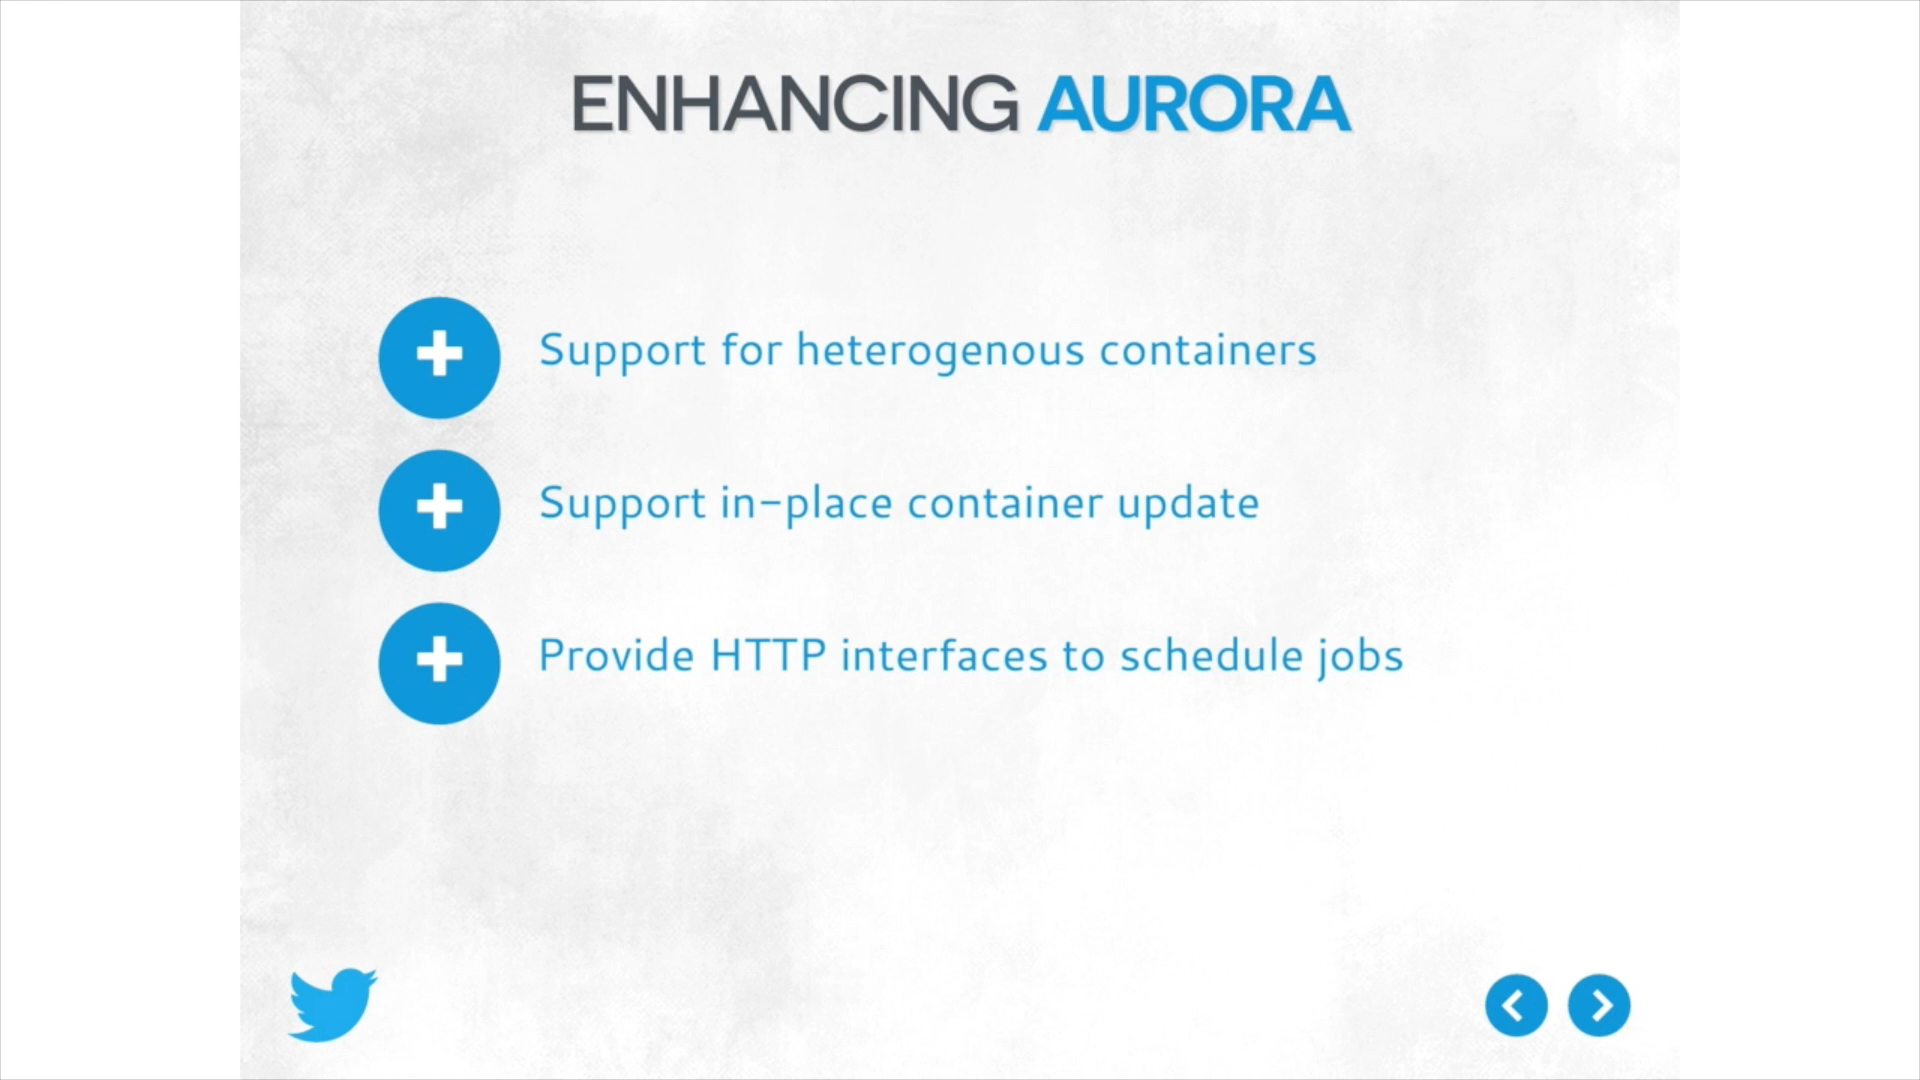 ENHANCING AURORA
Support for heterogenous containers
Support in-place container update
Provide HTTP interfaces to schedule jobs